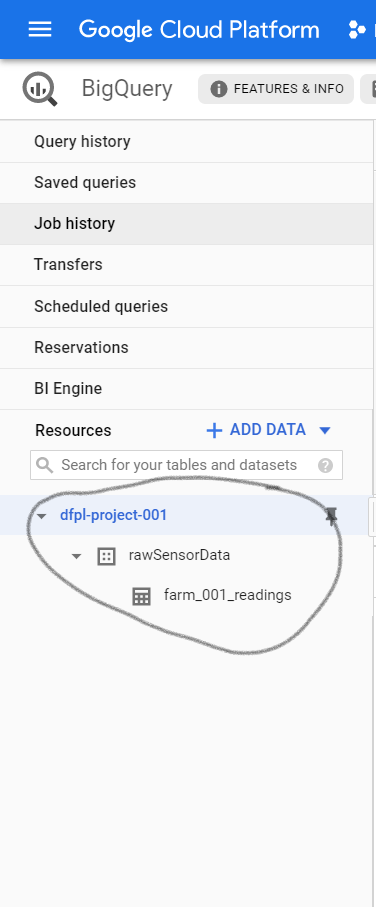 Google Cloud Platform
BigQuery FEATURES & INFO
Query history
Saved queries
Job history
Transfers
Scheduled queries
Reservations
BI Engine
Resources ADD DATA
Search for your tables and datasets
dfpl-project-001
rawSensorData
farm_001_readings